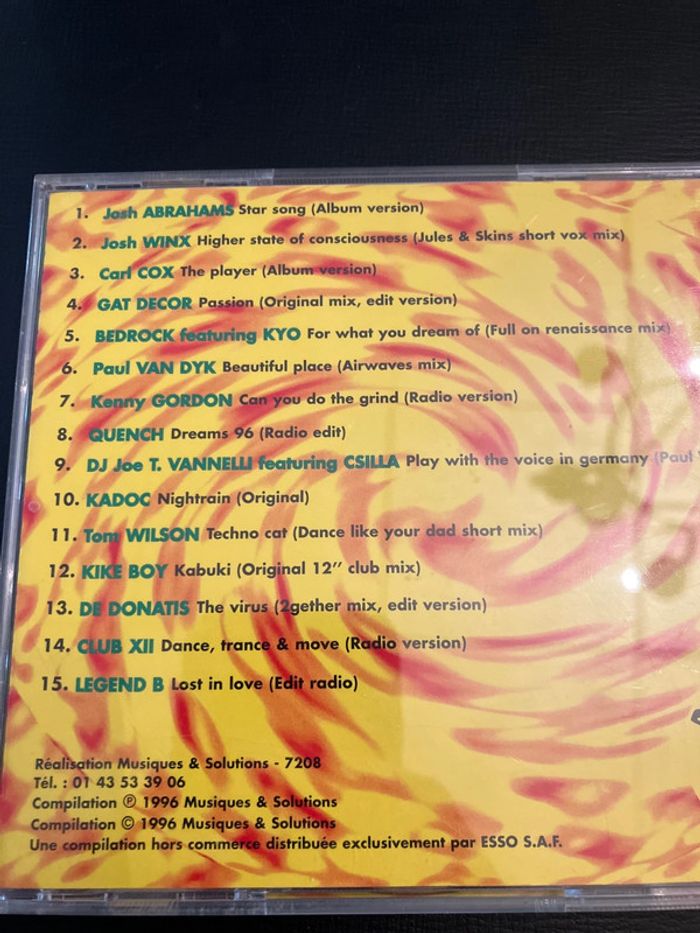 1. Josh ABRAHAMS Star song (Album version)
2. Josh WINX Higher state of consciousness (Jules & Skins short vox mix)
3. Carl COX The player (Album version)
4. GAT DECOR Passion (Original mix, edit version)
5. BEDROCK featuring KYO For what you dream of (Full on renaissance mix)
6. Paul VAN DYK Beautiful place (Airwaves mix)
7. Kenny GORDON Can you do the grind (Radio version)
8. QUENCH Dreams 96 (Radio edit)
9. DJ Joe T. VANNELLI featuring CSILLA Play with the voice in germany (Paul
10. KADOC Nightrain (Original)
11. Tom WILSON Techno cat (Dance like your dad short mix)
12. KIKE BOY Kabuki (Original 12" club mix)
13. DE DONATIS The virus (2gether mix, edit version)
14. CLUB XII Dance, trance & move (Radio version)
15. LEGEND B Lost in love (Edit radio)
Réalisation Musiques & Solutions - 7208
Tél. : 01 43 53 39 06
Compilation ℗ 1996 Musiques & Solutions
Compilation © 1996 Musiques & Solutions
Une compilation hors commerce distribuée exclusivement par ESSO S.A.F.